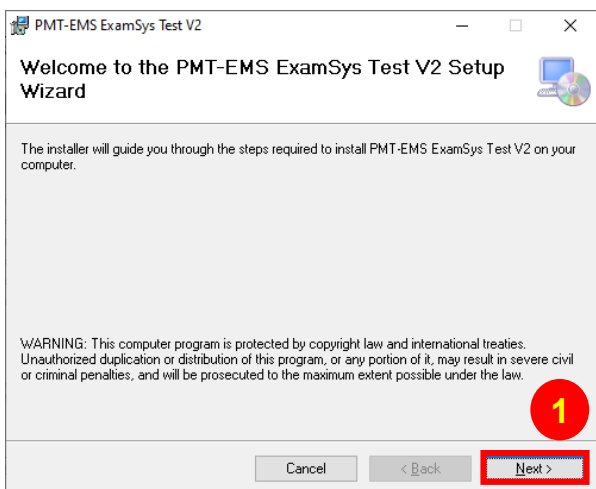 PMT-EMS ExamSys Test V2
Welcome to the PMT-EMS ExamSys Test V2 Setup
Wizard
The installer will guide you through the steps required to install PMT-EMS ExamSys Test V2 on your
computer.
WARNING: This computer program is protected by copyright law and international treaties.
Unauthorized duplication or distribution of this program, or any portion of it, may result in severe civil
or criminal penalties, and will be prosecuted to the maximum extent possible under the law.
1
Cancel
< Back
Next >